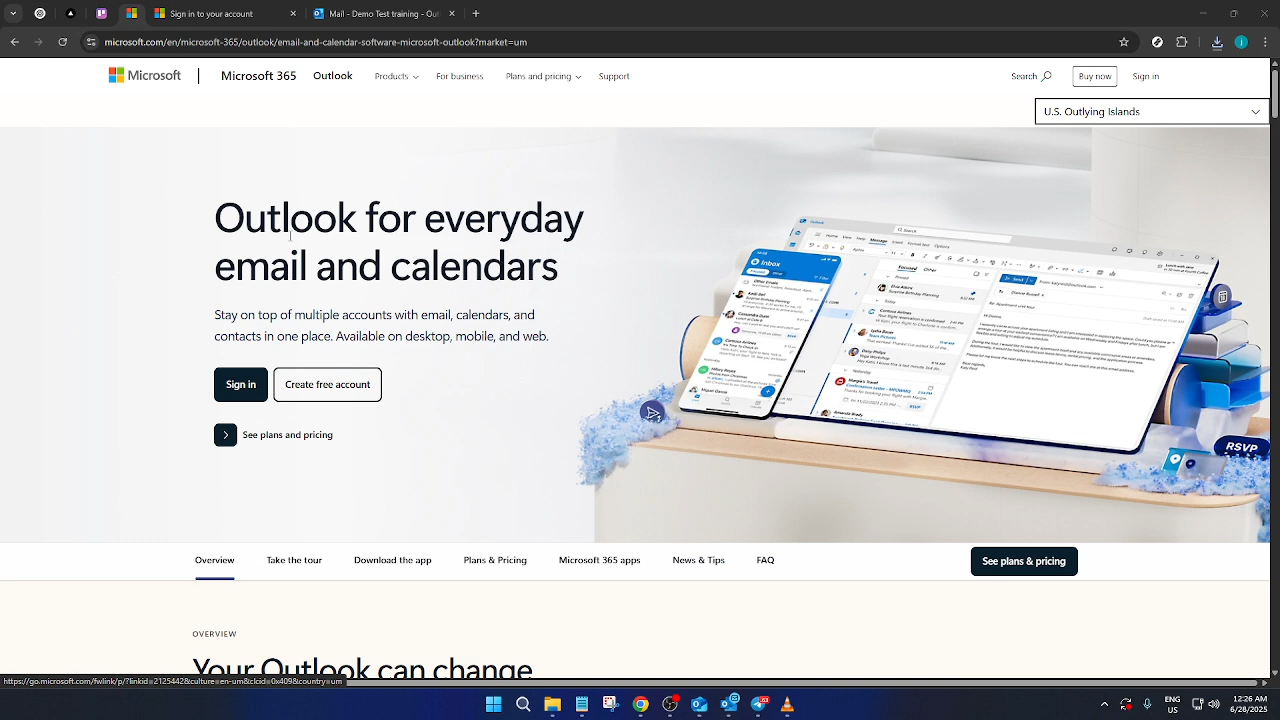 Sign in to your account
Mail - Demo Test training - Out
microsoft.com/en/microsoft-365/outlook/email-and-calendar-software-microsoft-outlook?market=um
Microsoft
Microsoft 365
Outlook
Products
For business
Plans and pricing
Support
Search
Buy now
Sign in
U.S. Outlying Islands
Outlook for everyday
email and calendars
Stay on top of multiple accounts with email, calendars, and
contacts in one place. Available on desktop, mobile, and web.
Sign in
Create free account
See plans and pricing
Inbox
Search
Focused
Other
Send
RSVP
Overview
Take the tour
Download the app
Plans & Pricing
Microsoft 365 apps
News & Tips
FAQ
See plans & pricing
OVERVIEW
Your Outlook can change
https://go.microsoft.com/fwlink/p/?linkid=2125442&culture=en-um&clcid=0x409&country=um
ENG
US
12:26 AM
6/28/2025